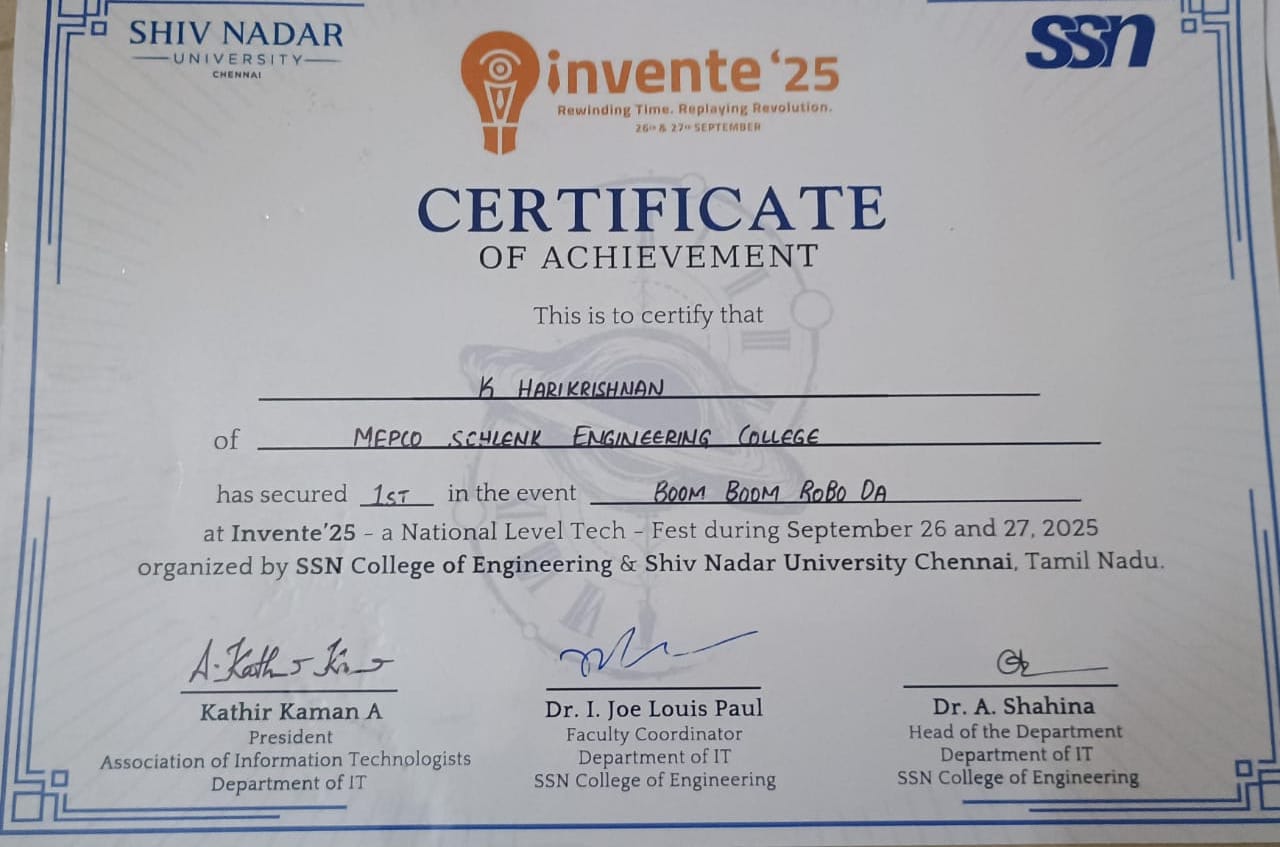 SHIV NADAR
UNIVERSITY
CHENNAI
invente '25
Rewinding Time. Replaying Revolution.
26th & 27th SEPTEMBER
SSN
CERTIFICATE
OF ACHIEVEMENT
This is to certify that
K HARIKRISHNAN
of MEPCO SCHLENK ENGINEERING COLLEGE
has secured 1ST in the event BOOM BOOM ROBO DA
at Invente'25 - a National Level Tech - Fest during September 26 and 27, 2025
organized by SSN College of Engineering & Shiv Nadar University Chennai, Tamil Nadu.
Kathir Kaman A
President
Association of Information Technologists
Department of IT
Dr. I. Joe Louis Paul
Faculty Coordinator
Department of IT
SSN College of Engineering
Dr. A. Shahina
Head of the Department
Department of IT
SSN College of Engineering